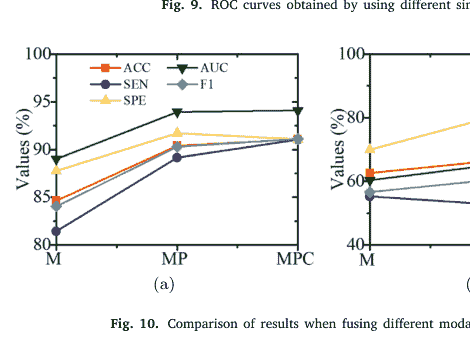 Fig. 9. ROC curves obtained by using different sin
100
95
90
85
80
Values (%)
ACC
AUC
SEN
F1
SPE
M
MP
MPC
(a)
100
80
60
40
Values (%)
M
(
Fig. 10. Comparison of results when fusing different moda